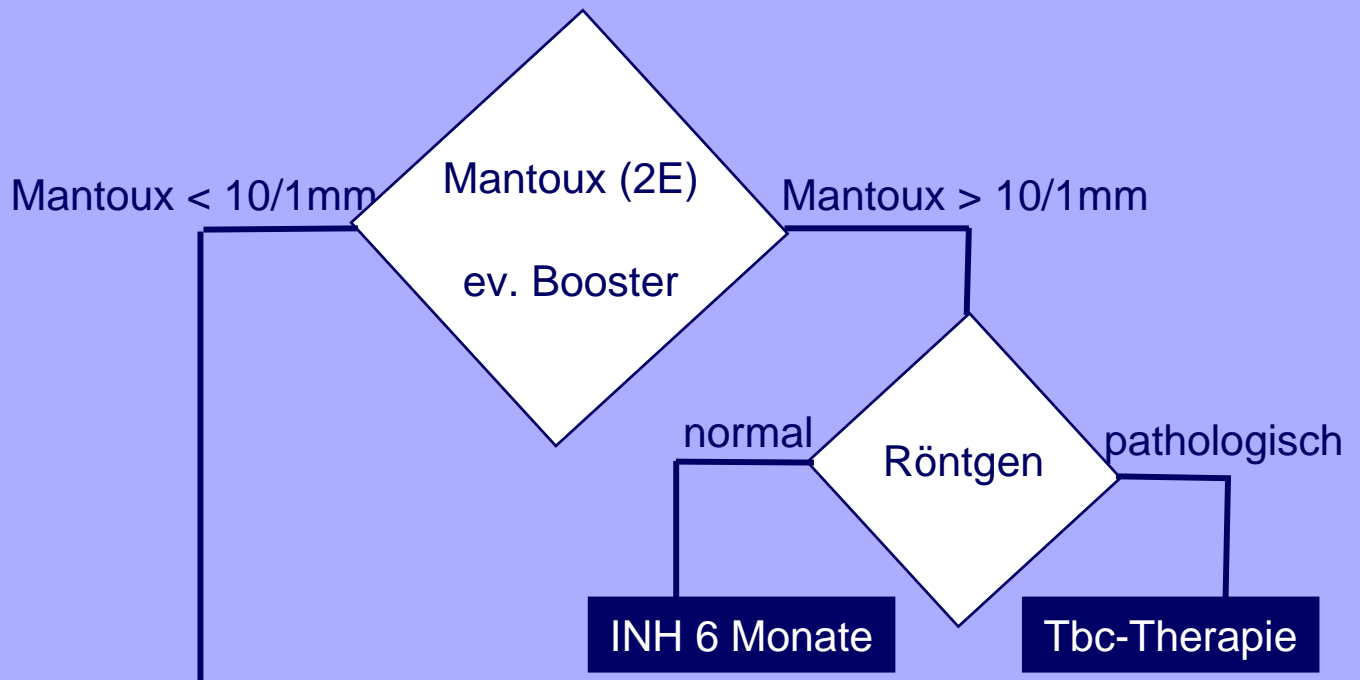 Mantoux (2E)
Mantoux < 10/1mm
Mantoux > 10/1mm
ev. Booster
normal
Röntgen
pathologisch
INH 6 Monate
Tbc-Therapie